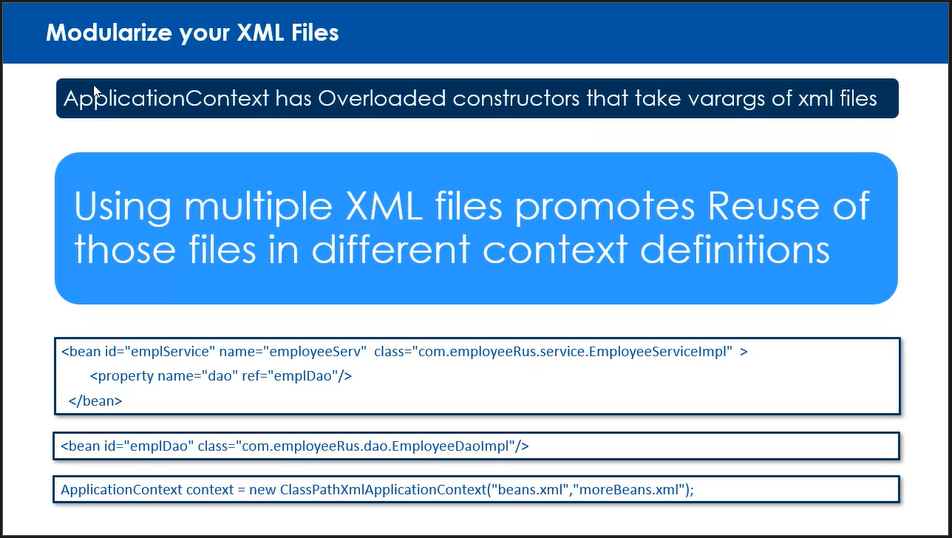 Modularize your XML Files
ApplicationContext has Overloaded constructors that take varargs of xml files
Using multiple XML files promotes Reuse of
those files in different context definitions
<bean id="emplService" name="employeeServ"  class="com.employeeRus.service.EmployeeServiceImpl"  >
<property name="dao" ref="emplDao"/>
</bean>
<bean id="emplDao" class="com.employeeRus.dao.EmployeeDaoImpl"/>
ApplicationContext context = new ClassPathXmlApplicationContext("beans.xml","moreBeans.xml");